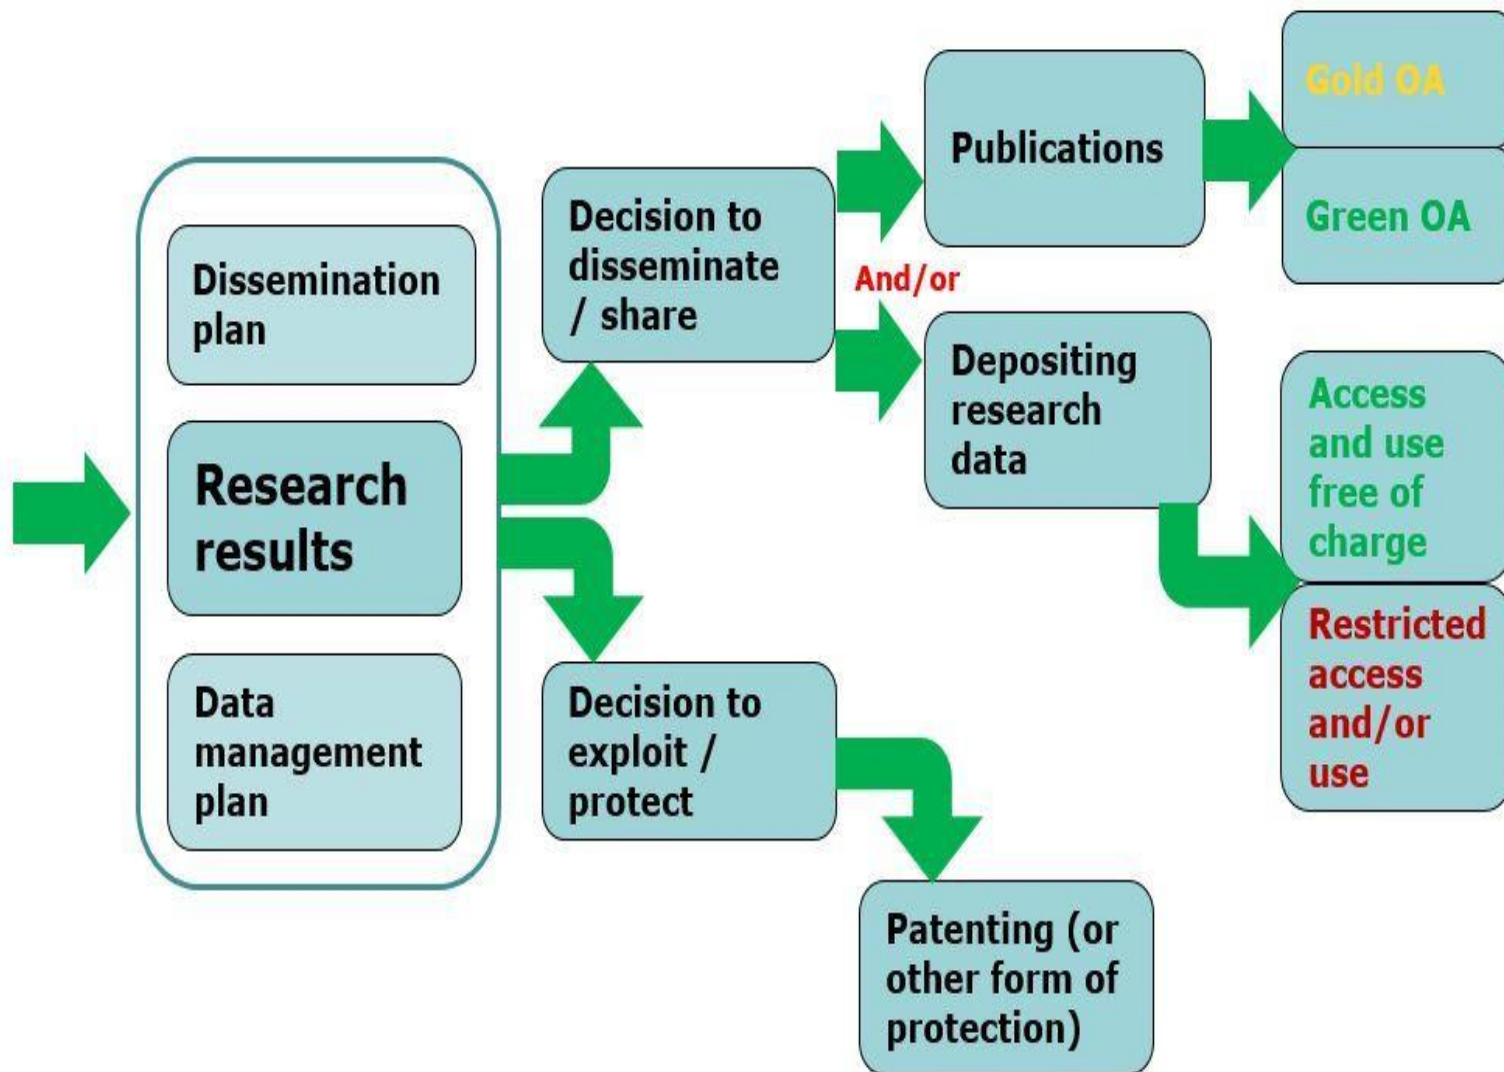 Dissemination
plan
Research
results
Data
management
plan
Decision to
disseminate
/ share
Decision to
exploit /
protect
And/or
Publications
Depositing
research
data
Patenting (or
other form of
protection)
Gold OA
Green OA
Access
and use
free of
charge
Restricted
access
and/or
use